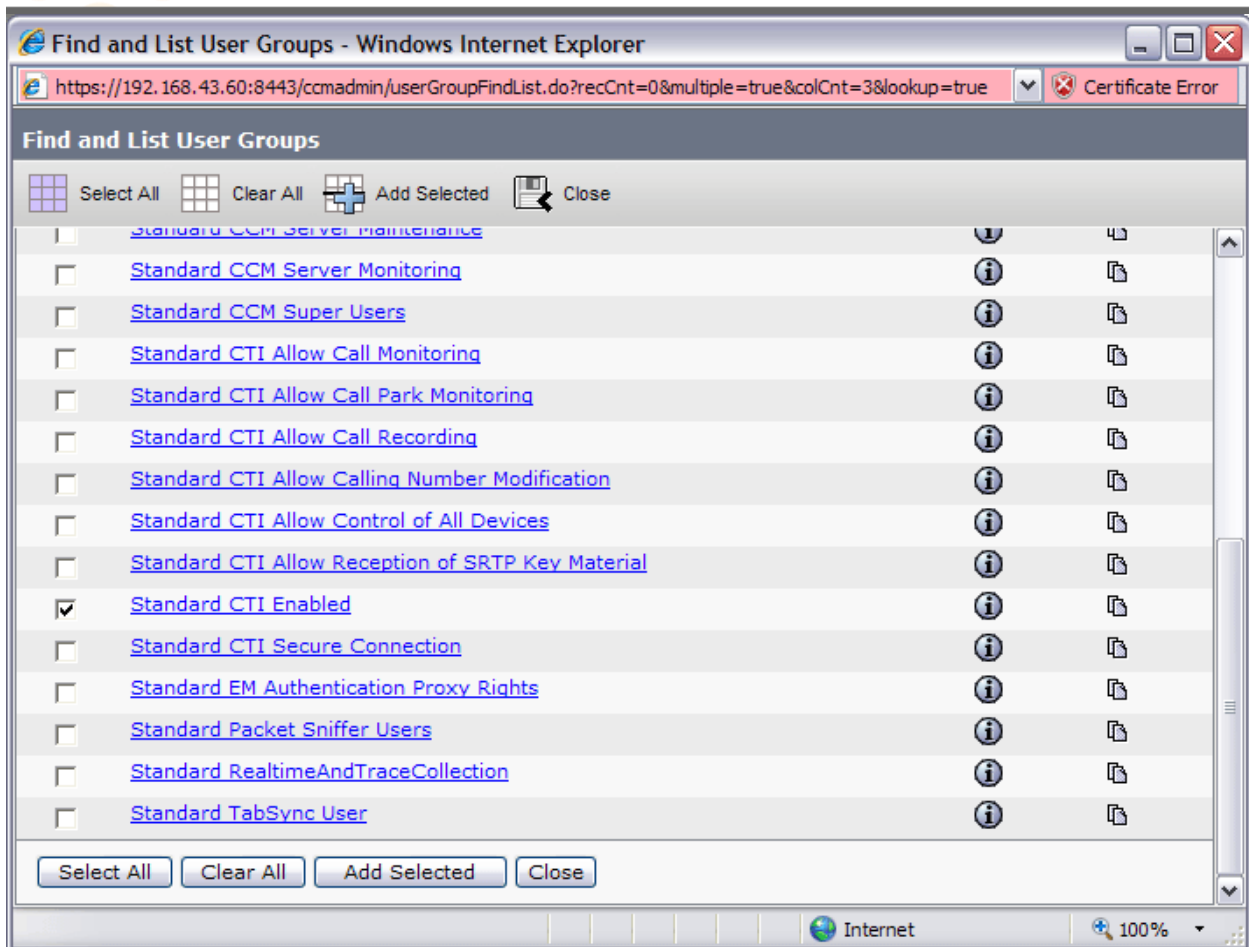 Find and List User Groups - Windows Internet Explorer
https://192.168.43.60:8443/ccmadmin/userGroupFindList.do?recCnt=0&multiple=true&colCnt=3&lookup=true Certificate Error
Find and List User Groups
Select All Clear All Add Selected Close
Standard CCM Server Maintenance
Standard CCM Server Monitoring
Standard CCM Super Users
Standard CTI Allow Call Monitoring
Standard CTI Allow Call Park Monitoring
Standard CTI Allow Call Recording
Standard CTI Allow Calling Number Modification
Standard CTI Allow Control of All Devices
Standard CTI Allow Reception of SRTP Key Material
Standard CTI Enabled
Standard CTI Secure Connection
Standard EM Authentication Proxy Rights
Standard Packet Sniffer Users
Standard RealtimeAndTraceCollection
Standard TabSync User
Select All Clear All Add Selected Close
Internet 100%